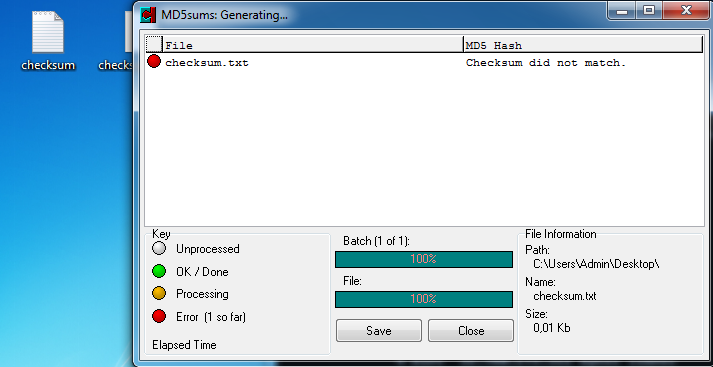 checksum
checks
MD5sums: Generating...
File MD5 Hash
checksum.txt Checksum did not match.
Key
Unprocessed
OK / Done
Processing
Error (1 so far)
Elapsed Time
Batch (1 of 1):
100%
File:
100%
Save Close
File Information
Path:
C:\Users\Admin\Desktop\
Name:
checksum.txt
Size:
0,01 Kb